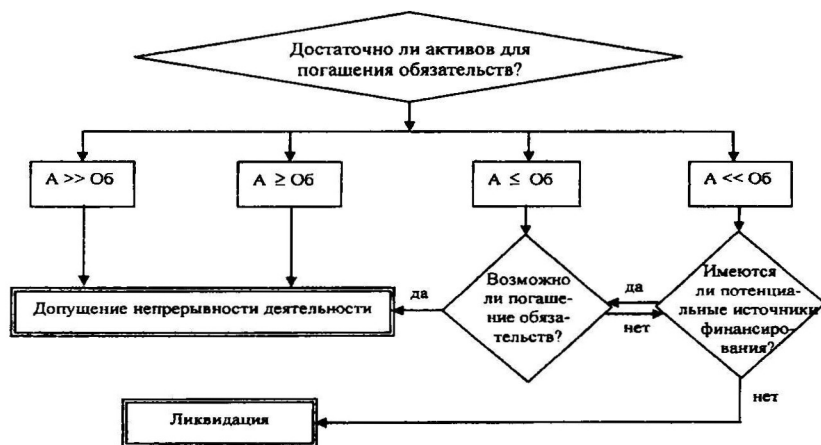 Достаточно ли активов для
погашения обязательств?
А >> Об
А ≥ Об
А ≤ Об
А << Об
Допущение непрерывности деятельности
да
Возможно
ли погаше-
ние обяза-
тельств?
да
нет
Имеются
ли потенциа-
льные источники
финансиро-
вания?
нет
Ликвидация